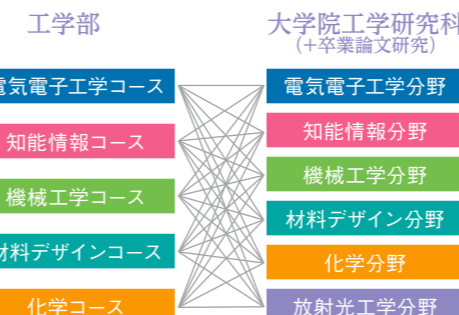 工学部
電気電子工学コース
知能情報コース
機械工学コース
材料デザインコース
化学コース
大学院工学研究科
(+卒業論文研究)
電気電子工学分野
知能情報分野
機械工学分野
材料デザイン分野
化学分野
放射光工学分野